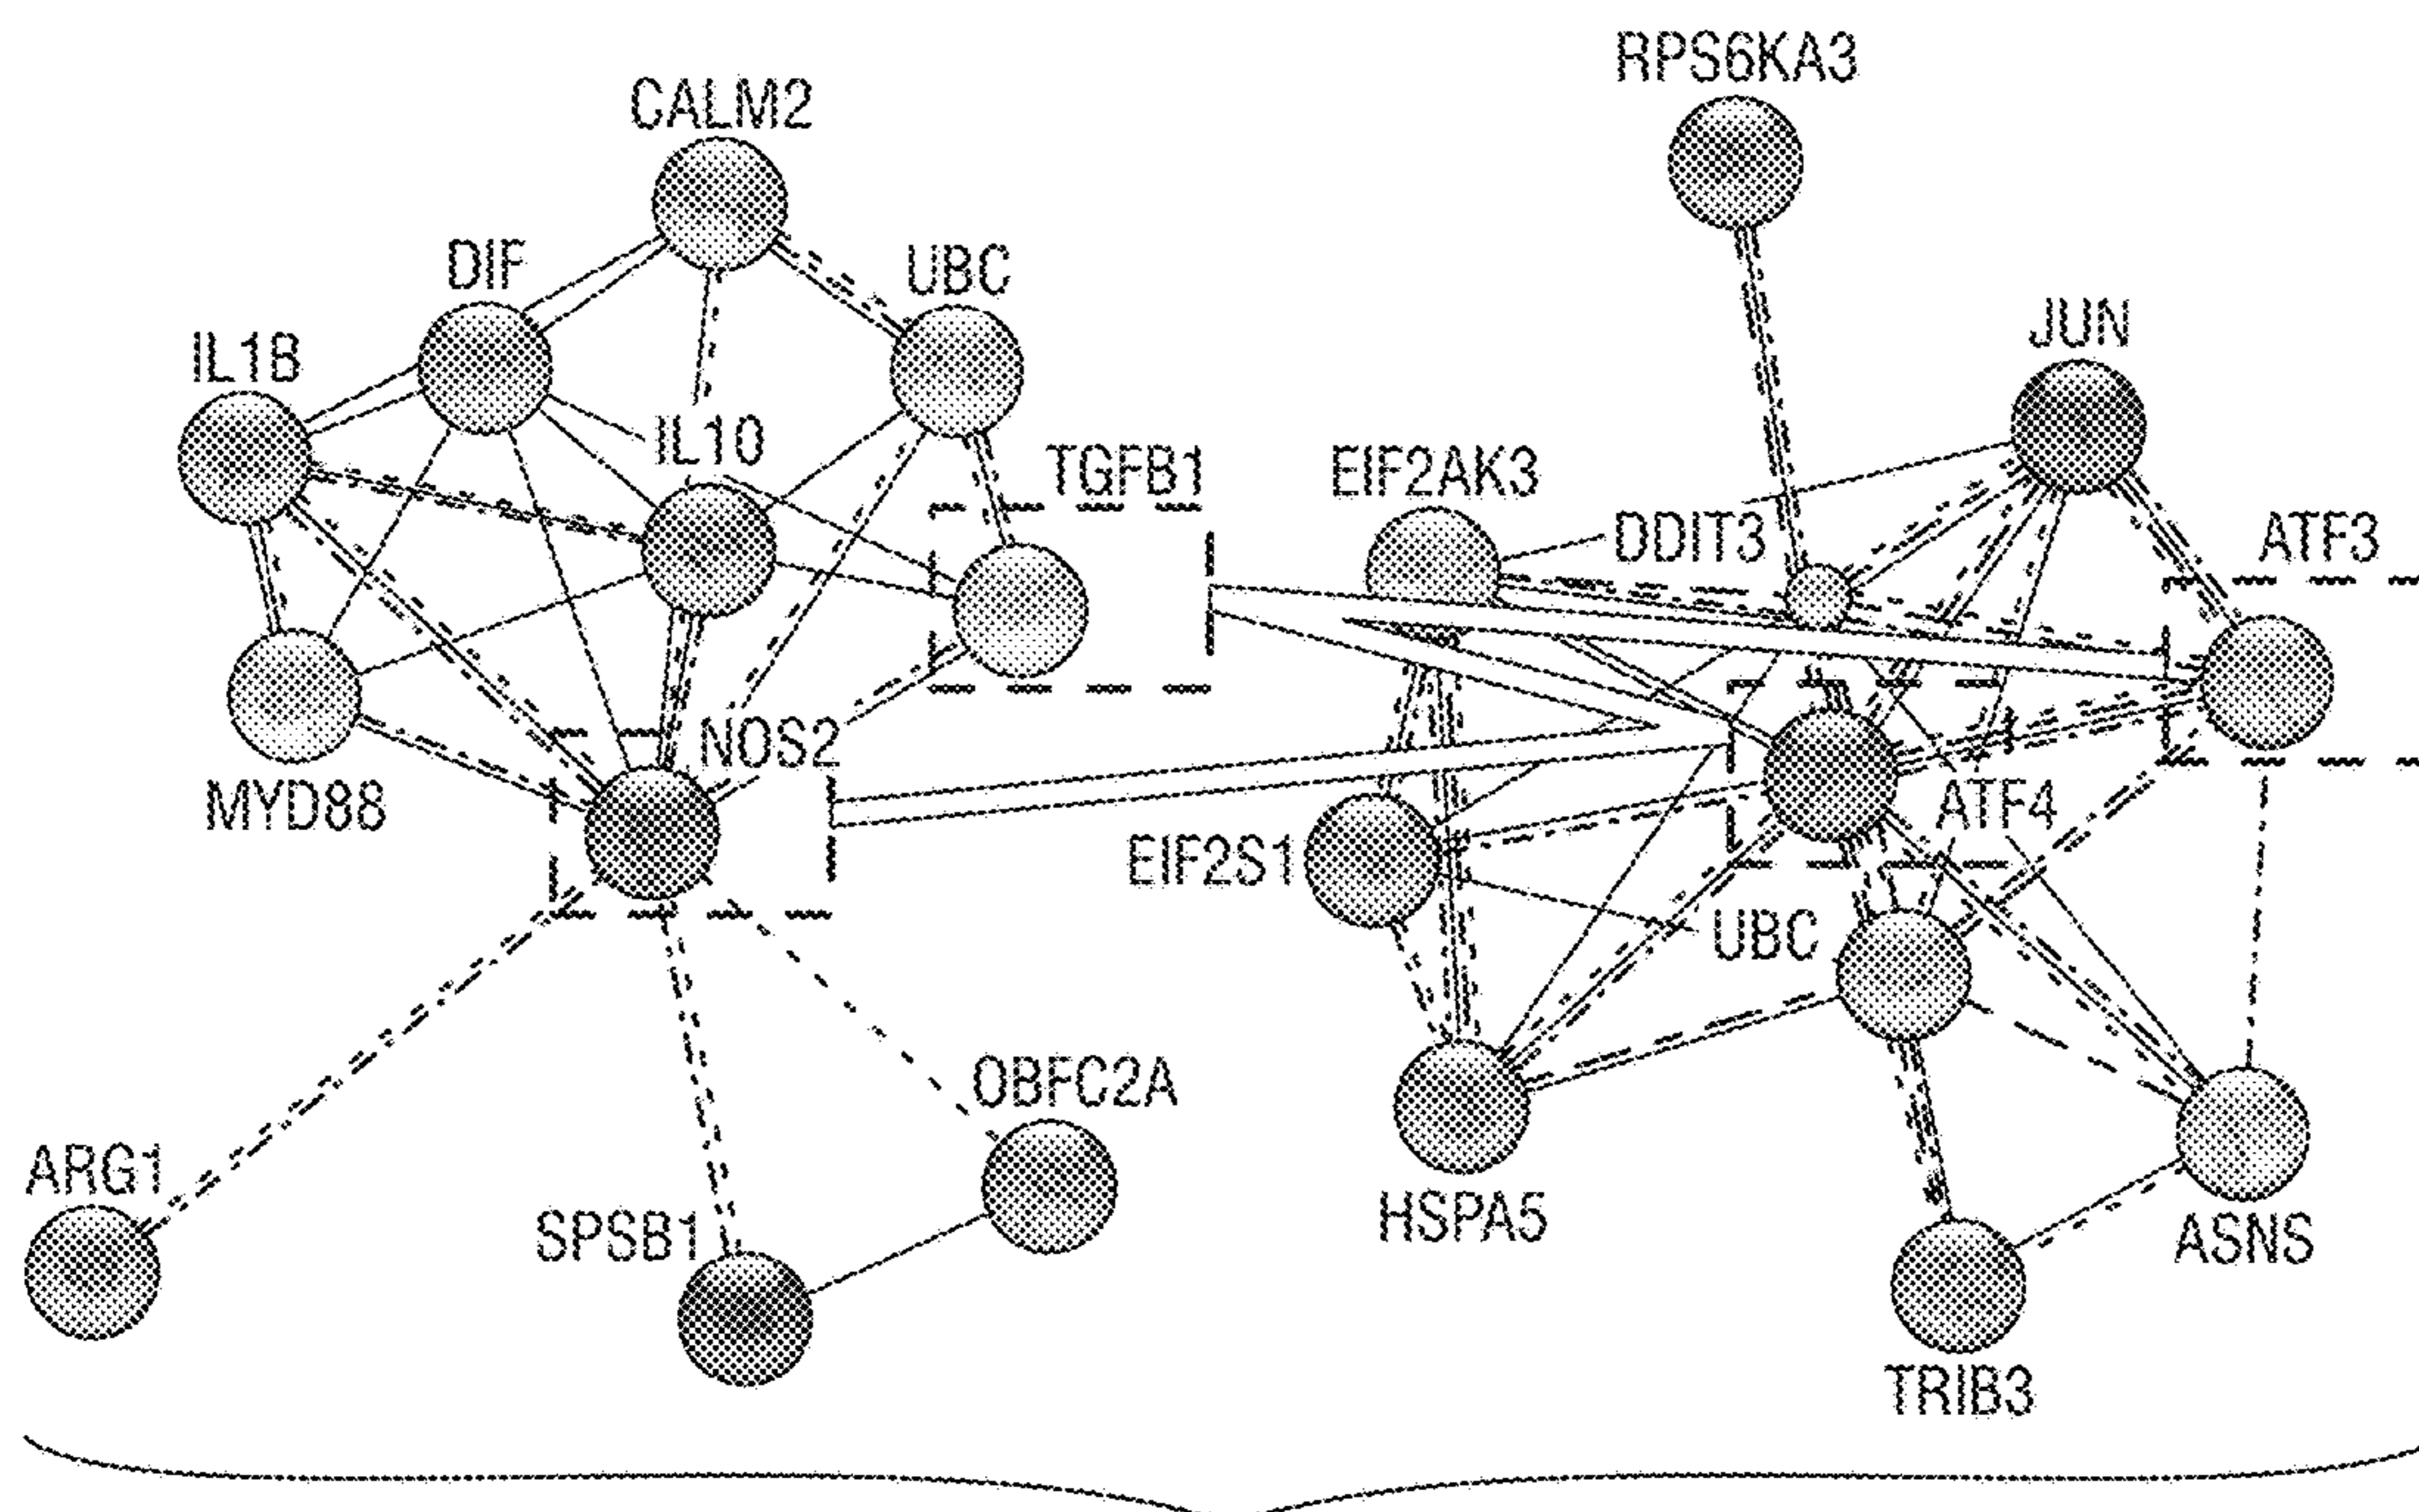 RPS6KA3
CALM2
DIF
UBC
JUN
IL1B
IL10
TGFB1
EIF2AK3
DDIT3
ATF3
NOS2
MYD88
ATF4
EIF2S1
UBC
OBFC2A
ARG1
SPSB1
HSPA5
ASNS
TRIB3